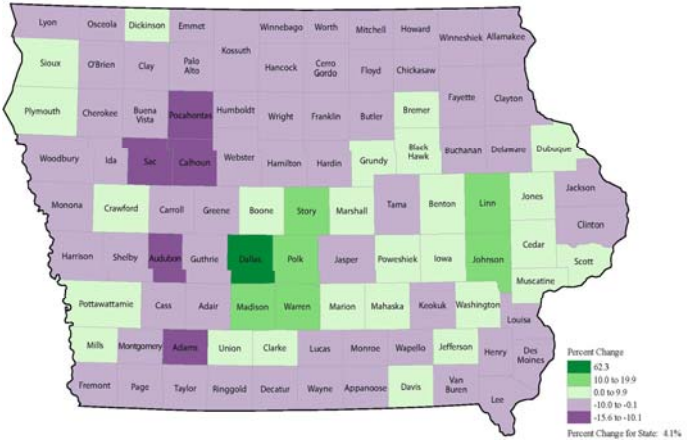 Lyon Osceola Dickinson Emmet Winnebago Worth Mitchell Howard Winneshiek Allamakee
Kossuth
Sioux O'Brien Clay Palo Alto Hancock Cerro Gordo Floyd Chickasaw
Plymouth Cherokee Buena Vista Pocahontas Humboldt Wright Franklin Butler Bremer Fayette Clayton
Woodbury Ida Sac Calhoun Webster Hamilton Hardin Grundy Black Hawk Buchanan Delaware Dubuque
Monona Crawford Carroll Greene Boone Story Marshall Tama Benton Linn Jones Jackson
Clinton
Harrison Shelby Audubon Guthrie Dallas Polk Jasper Poweshiek Iowa Johnson Cedar Scott
Muscatine
Pottawattamie Cass Adair Madison Warren Marion Mahaska Keokuk Washington Louisa
Mills Montgomery Adams Union Clarke Lucas Monroe Wapello Jefferson Henry Des Moines
Fremont Page Taylor Ringgold Decatur Wayne Appanoose Davis Van Buren Lee
Percent Change
62.3
10.0 to 19.9
0.0 to 9.9
-10.0 to -0.1
-15.6 to -10.1
Percent Change for State: 4.1%